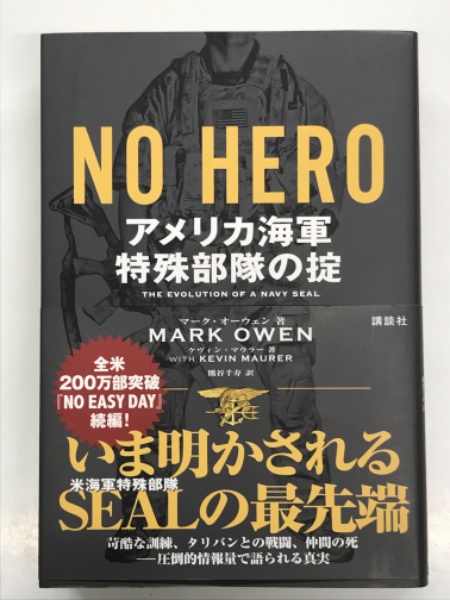 NO HERO
アメリカ海軍
特殊部隊の掟
THE EVOLUTION OF A NAVY SEAL
マーク・オーウェン 著
MARK OWEN
ケヴィン・マウラー 著
WITH KEVIN MAURER
熊谷千寿 訳
講談社
全米
200万部突破
『NO EASY DAY』
続編!
いま明かされる
米海軍特殊部隊
SEALの最先端
苛酷な訓練、タリバンとの戦闘、仲間の死
──圧倒的情報量で語られる真実